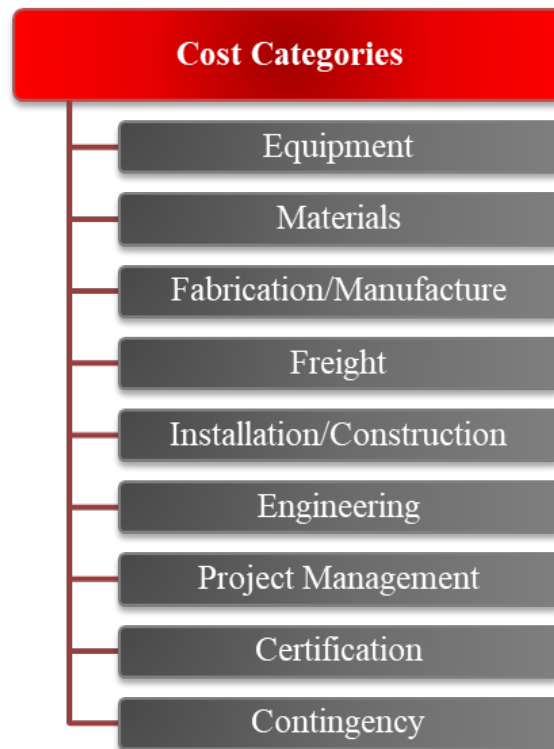 Cost Categories
Equipment
Materials
Fabrication/Manufacture
Freight
Installation/Construction
Engineering
Project Management
Certification
Contingency